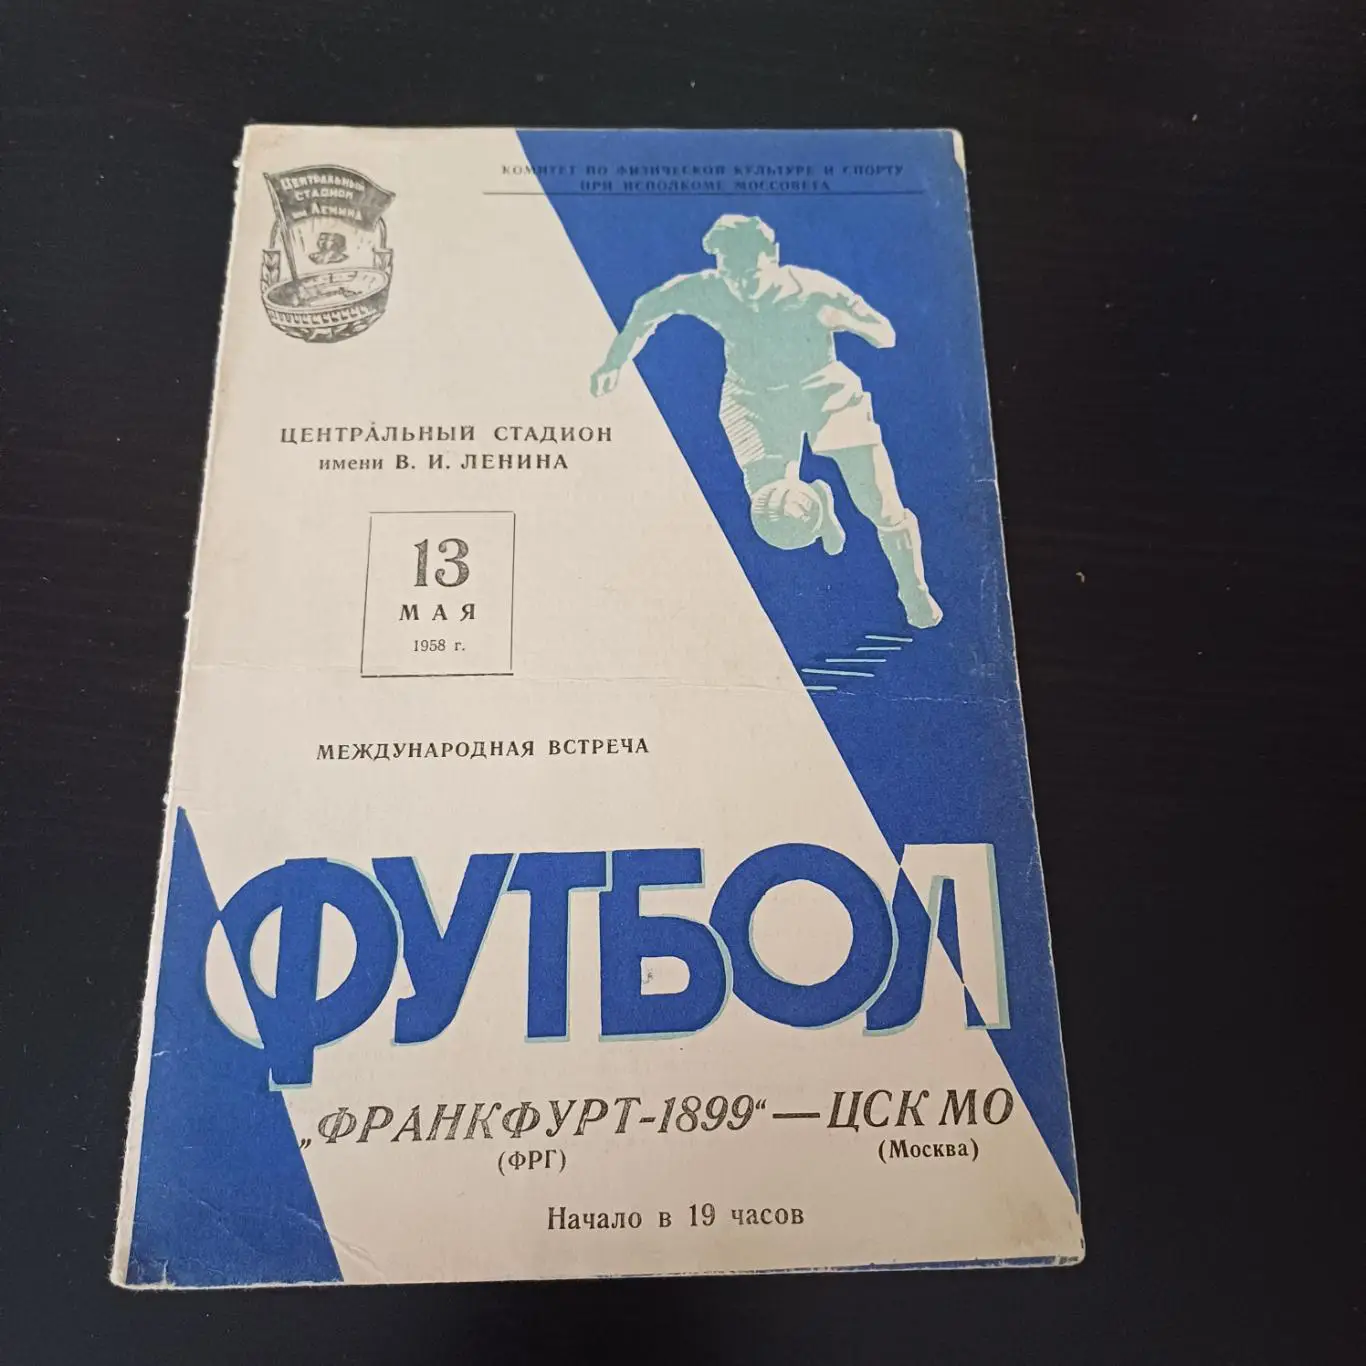 КОМИТЕТ ПО ФИЗИЧЕСКОЙ КУЛЬТУРЕ И СПОРТУ
ПРИ ИСПОЛКОМЕ МОССОВЕТА
ЦЕНТРАЛЬНЫЙ
СТАДИОН
им ЛЕНИНА
ЦЕНТРАЛЬНЫЙ СТАДИОН
имени В. И. ЛЕНИНА
13
МАЯ
1958 г.
МЕЖДУНАРОДНАЯ ВСТРЕЧА
ФУТБОЛ
„ФРАНКФУРТ-1899“ — ЦСК МО
(ФРГ) (Москва)
Начало в 19 часов